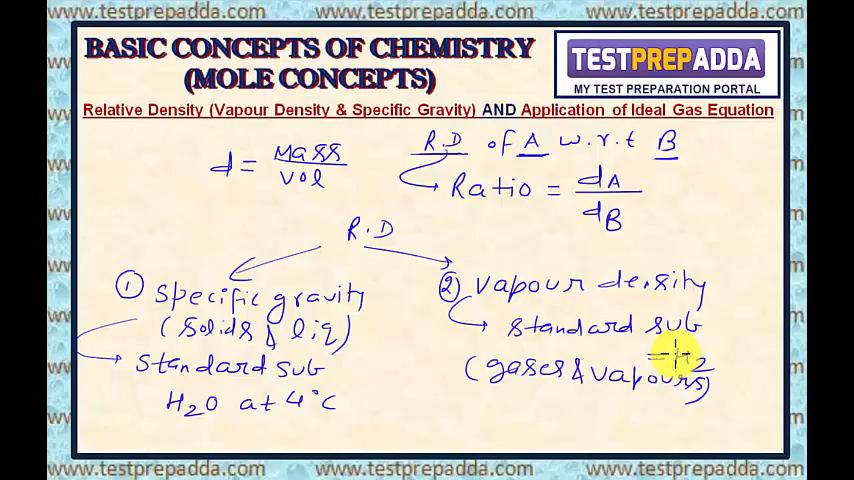 www.testprepadda.com www.testprepadda.com www.testprepadda.com
BASIC CONCEPTS OF CHEMISTRY
(MOLE CONCEPTS)
TESTPREPADDA
MY TEST PREPARATION PORTAL
Relative Density (Vapour Density & Specific Gravity) AND Application of Ideal Gas Equation
d = Mass / Vol
R.D of A w.r.t B
Ratio = dA / dB
R.D
① Specific gravity
(solids & liq)
standard sub
H2O at 4°C
② Vapour density
standard sub
= H2
(gases & vapours)
www.testprepadda.com www.testprepadda.com www.testprepadda.com